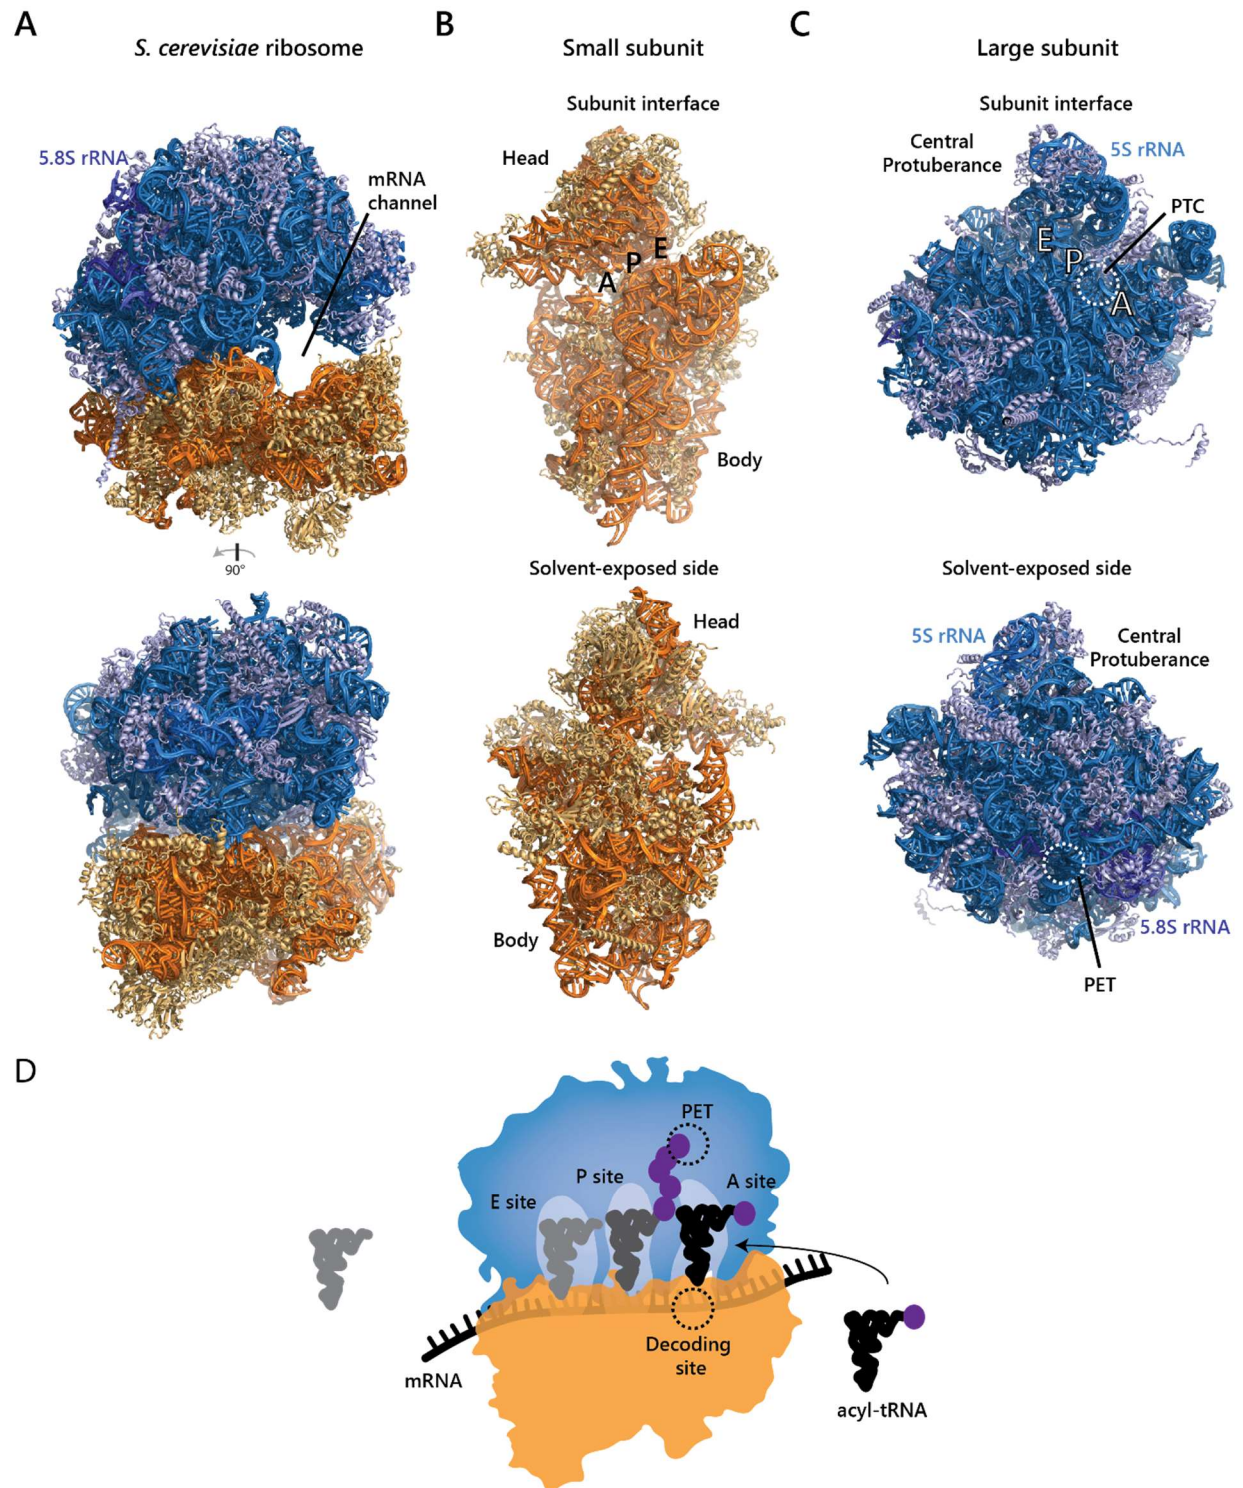 A
S. cerevisiae ribosome
5.8S rRNA
mRNA
channel
90°
B
Small subunit
Subunit interface
Head
E
P
A
Body
Solvent-exposed side
Head
Body
C
Large subunit
Subunit interface
Central
Protuberance
5S rRNA
PTC
E
P
A
Solvent-exposed side
5S rRNA
Central
Protuberance
5.8S rRNA
PET
D
PET
P site
A site
E site
Decoding
site
mRNA
acyl-tRNA